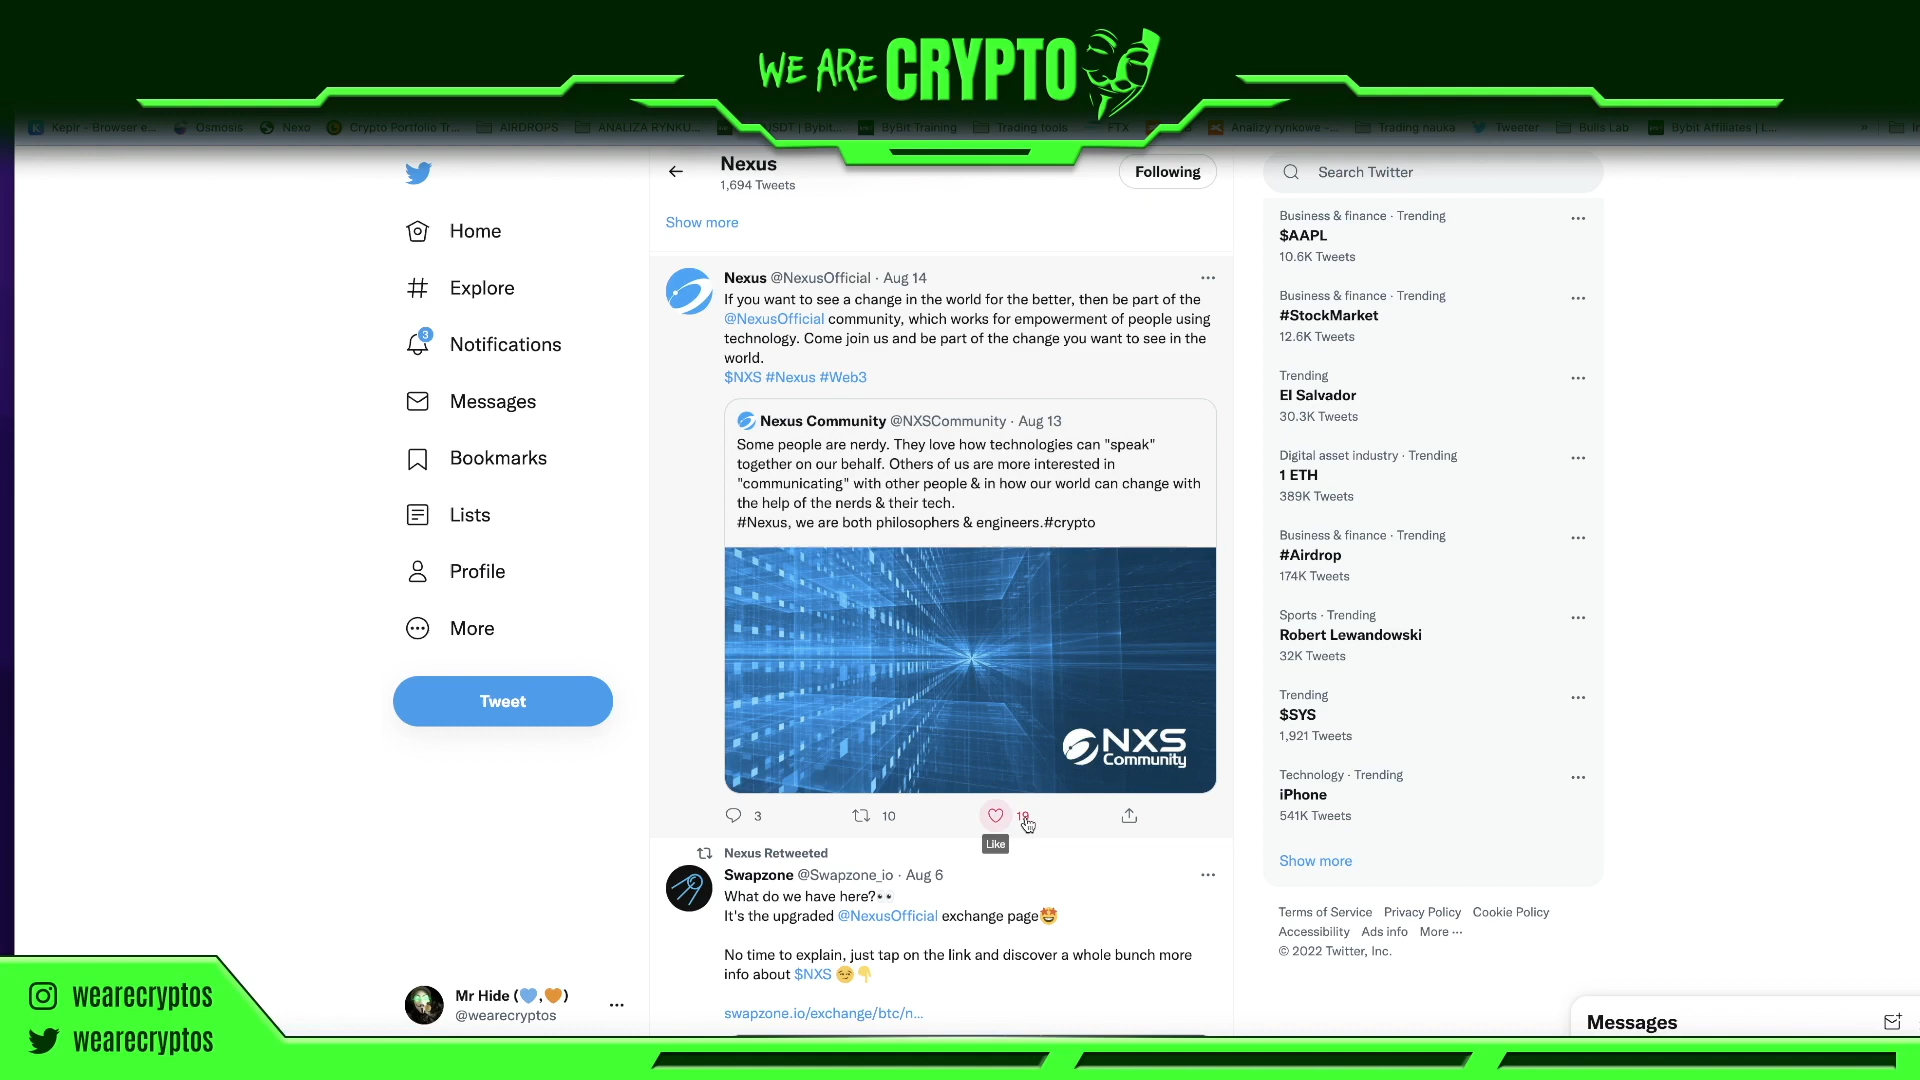 WE ARE CRYPTO
Keplr - Browser e...
Osmosis
Nexo
Crypto Portfolio Tr...
AIRDROPS
ANALIZA RYNKU...
ByBit Training
Trading tools
FTX
Analizy rynkowe -...
Trading nauka
Tweeter
Bulls Lab
Bybit Affiliates | L...
Nexus
1,694 Tweets
Following
Search Twitter
Home
Explore
3
Notifications
Messages
Bookmarks
Lists
Profile
More
Tweet
Mr Hide (💙,🧡)
@wearecryptos
Show more
Nexus @NexusOfficial · Aug 14
If you want to see a change in the world for the better, then be part of the
@NexusOfficial community, which works for empowerment of people using
technology. Come join us and be part of the change you want to see in the
world.
$NXS #Nexus #Web3
Nexus Community @NXSCommunity · Aug 13
Some people are nerdy. They love how technologies can "speak"
together on our behalf. Others of us are more interested in
"communicating" with other people & in how our world can change with
the help of the nerds & their tech.
#Nexus, we are both philosophers & engineers.#crypto
NXS
Community
3
10
19
Like
Nexus Retweeted
Swapzone @Swapzone_io · Aug 6
What do we have here?👀
It's the upgraded @NexusOfficial exchange page🤩
No time to explain, just tap on the link and discover a whole bunch more
info about $NXS 😏👇
swapzone.io/exchange/btc/n...
Business & finance · Trending
$AAPL
10.6K Tweets
Business & finance · Trending
#StockMarket
12.6K Tweets
Trending
El Salvador
30.3K Tweets
Digital asset industry · Trending
1 ETH
389K Tweets
Business & finance · Trending
#Airdrop
174K Tweets
Sports · Trending
Robert Lewandowski
32K Tweets
Trending
$SYS
1,921 Tweets
Technology · Trending
iPhone
541K Tweets
Show more
Terms of Service Privacy Policy Cookie Policy
Accessibility Ads info More ···
© 2022 Twitter, Inc.
Messages
wearecryptos
wearecryptos